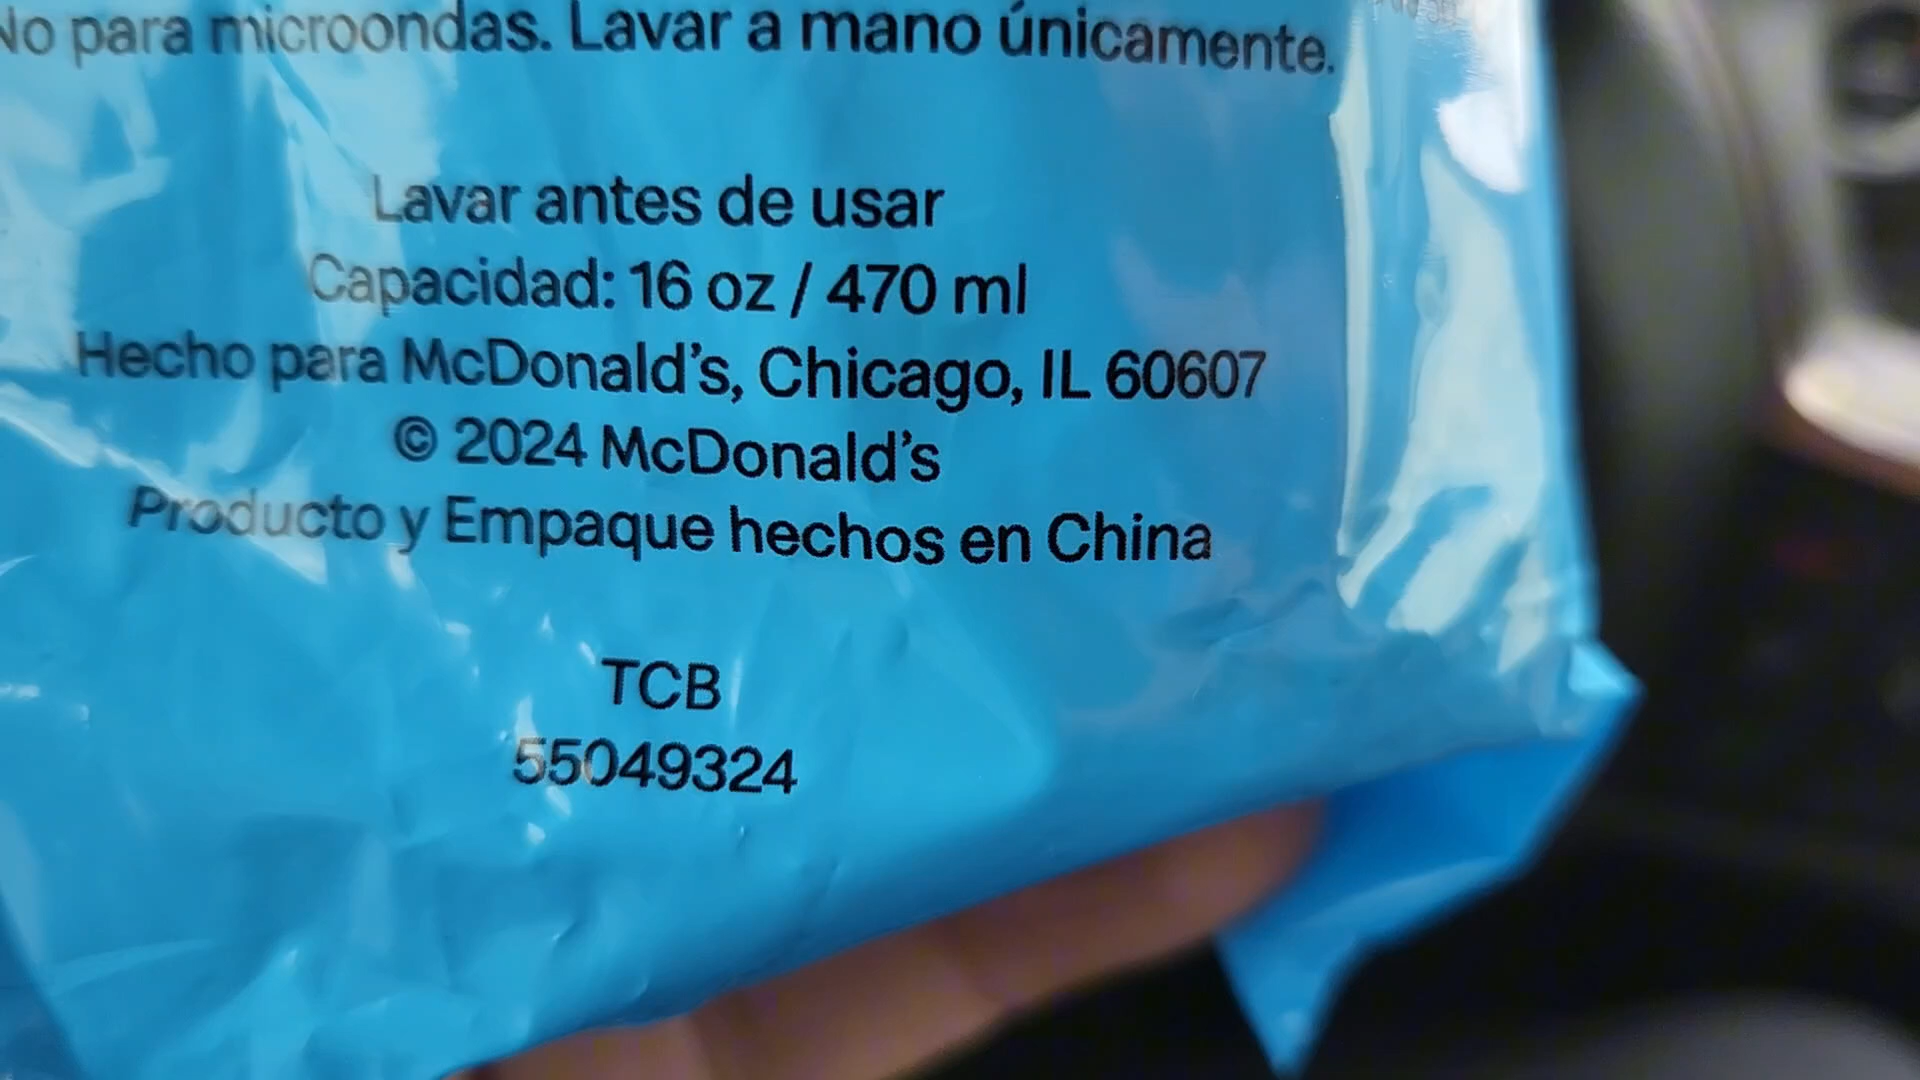 No para microondas. Lavar a mano únicamente.
Lavar antes de usar
Capacidad: 16 oz / 470 ml
Hecho para McDonald's, Chicago, IL 60607
© 2024 McDonald's
Producto y Empaque hechos en China
TCB
55049324